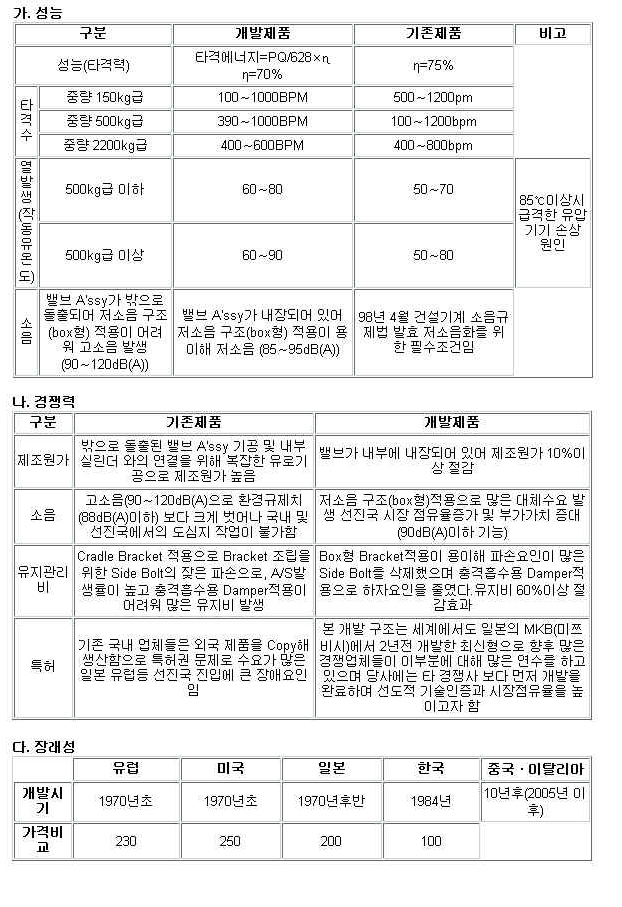 가. 성능
구분 개발제품 기존제품 비고
성능(타격력) 타격에너지=PQ/628×η η=70% η=75%
타격수 중량 150kg급 100~1000BPM 500~1200pm
중량 500kg급 390~1000BPM 100~1200bpm
중량 2200kg급 400~600BPM 400~800bpm
열발생(작동유온도) 500kg급 이하 60~80 50~70 85℃이상시 급격한 유압기기 손상원인
500kg급 이상 60~90 50~80
소음 밸브 A'ssy가 밖으로 돌출되어 저소음 구조(box형) 적용이 어려워 고소음 발생(90~120dB(A)) 밸브 A'ssy가 내장되어 있어 저소음 구조(box형) 적용이 용이해 저소음 (85~95dB(A)) 98년 4월 건설기계 소음규제법 발효 저소음화를 위한 필수조건임
나. 경쟁력
구분 기존제품 개발제품
제조원가 밖으로 돌출된 밸브 A'ssy 기공 및 내부 실린더 와의 연결을 위해 복잡한 유로기공으로 제조원가 높음 밸브가 내부에 내장되어 있어 제조원가 10%이상 절감
소음 고소음(90~120dB(A)으로 환경규제치(88dB(A)이하) 보다 크게 벗어나 국내 및 선진국에서의 도심지 작업이 불가함 저소음 구조(box형)적용으로 많은 대체수요 발생 선진국 시장 점유율증가 및 부가가치 증대(90dB(A)이하 기능)
유지관리비 Cradle Bracket 적용으로 Bracket 조립을 위한 Side Bolt의 잦은 파손으로, A/S발생률이 높고 충격흡수용 Damper적용이 어려워 많은 유지비 발생 Box형 Bracket적용이 용이해 파손요인이 많은 Side Bolt를 삭제했으며 충격흡수용 Damper적용으로 하자요인을 줄였다.유지비 60%이상 절감효과
특허 기존 국내 업체들은 외국 제품을 Copy해 생산함으로 특허권 문제로 수요가 많은 일본 유럽등 선진국 진입에 큰 장애요인임 본 개발 구조는 세계에서도 일본의 MKB(미쯔비시)에서 2년전 개발한 최신형으로 향후 많은 경쟁업체들이 이부분에 대해 많은 연수를 하고 있으며 당사에는 타 경쟁사 보다 먼저 개발을 완료하며 선도적 기술인증과 시장점유율을 높이고자 함
다. 장래성
유럽 미국 일본 한국 중국·이탈리아
개발시기 1970년초 1970년초 1970년후반 1984년 10년후(2005년 이후)
가격비교 230 250 200 100